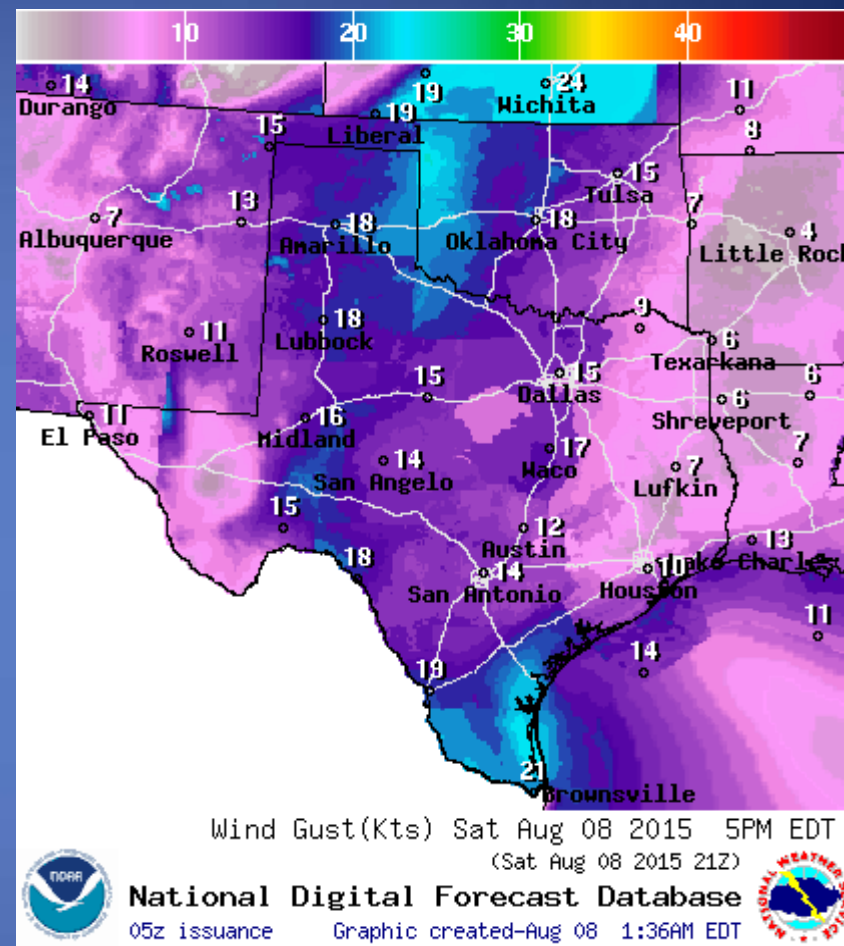 10 20 30 40
14
Durango
19
24
Wichita
19
Liberal
11
8
15
15
Tulsa
7
Albuquerque
13
18
Amarillo
18
Oklahoma City
7
4
Little Rock
11
Roswell
18
Lubbock
9
6
Texarkana
15
15
Dallas
6
Shreveport
6
11
El Paso
16
Midland
14
San Angelo
17
Waco
7
Lufkin
7
15
12
Austin
13
Lake Charles
18
14
San Antonio
10
Houston
11
14
19
21
Brownsville
Wind Gust(Kts) Sat Aug 08 2015 5PM EDT
(Sat Aug 08 2015 21Z)
NOAA
National Digital Forecast Database
05z issuance Graphic created-Aug 08 1:36AM EDT
NATIONAL WEATHER SERVICE